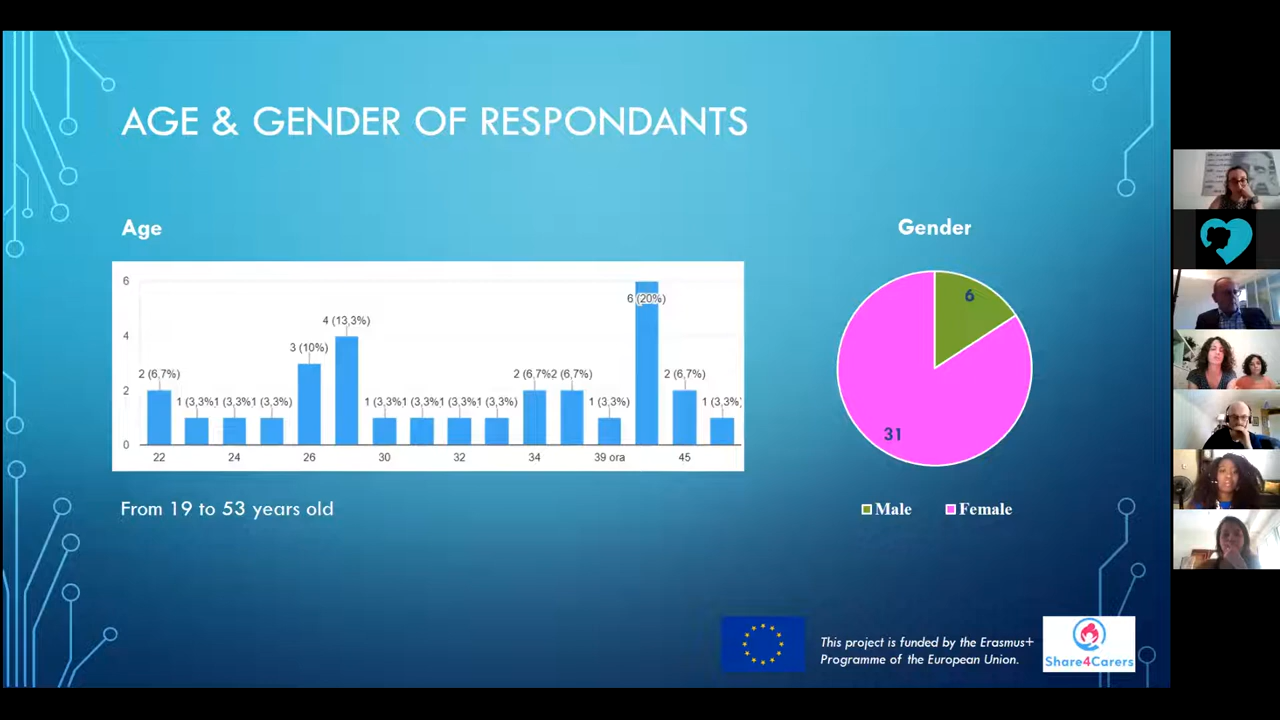 AGE & GENDER OF RESPONDANTS
Age
Gender
6
4
2
0
2 (6,7%)
1 (3,3%
1 (3,3%
1 (3,3%)
3 (10%)
4 (13,3%)
1 (3,3%
1 (3,3%
1 (3,3%
1 (3,3%)
2 (6,7%
2 (6,7%)
1 (3,3%)
6 (20%)
2 (6,7%)
1 (3,3%)
22 24 26 30 32 34 39 ora 45
6
31
Male Female
From 19 to 53 years old
This project is funded by the Erasmus+
Programme of the European Union.
Share4Carers